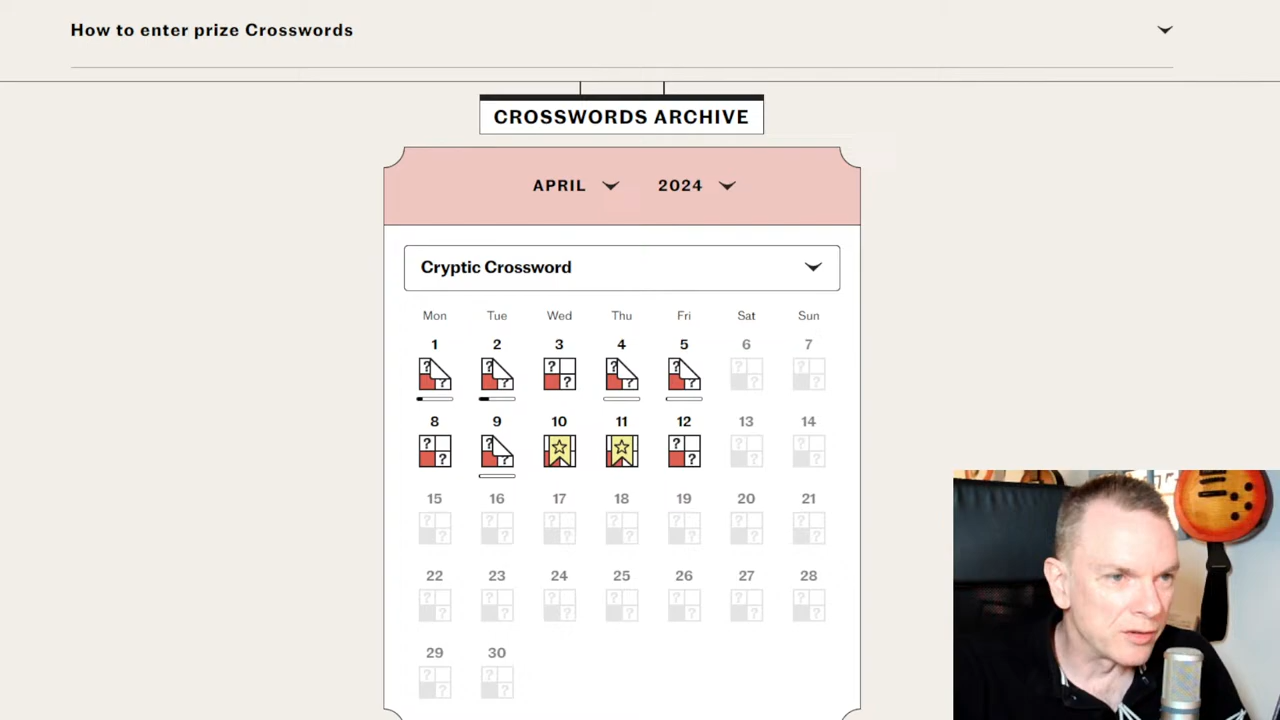 How to enter prize Crosswords
CROSSWORDS ARCHIVE
APRIL 2024
Cryptic Crossword
Mon Tue Wed Thu Fri Sat Sun
1 2 3 4 5 6 7
? ? ? ? ? ? ? ? ? ? ? ? ? ?
8 9 10 11 12 13 14
? ? ? ? ? ? ? ? ? ?
15 16 17 18 19 20 21
? ? ? ? ? ? ? ? ? ? ? ? ? ?
22 23 24 25 26 27 28
? ? ? ? ? ? ? ? ? ? ? ? ? ?
29 30
? ? ? ?